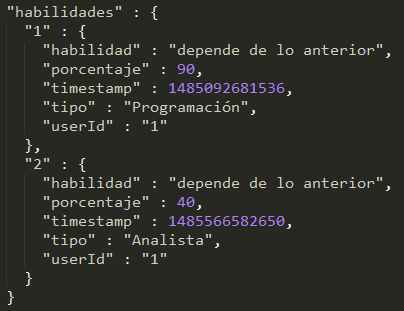 "habilidades" : {
"1" : {
"habilidad" : "depende de lo anterior",
"porcentaje" : 90,
"timestamp" : 1485092681536,
"tipo" : "Programación",
"userId" : "1"
},
"2" : {
"habilidad" : "depende de lo anterior",
"porcentaje" : 40,
"timestamp" : 1485566582650,
"tipo" : "Analista",
"userId" : "1"
}
}